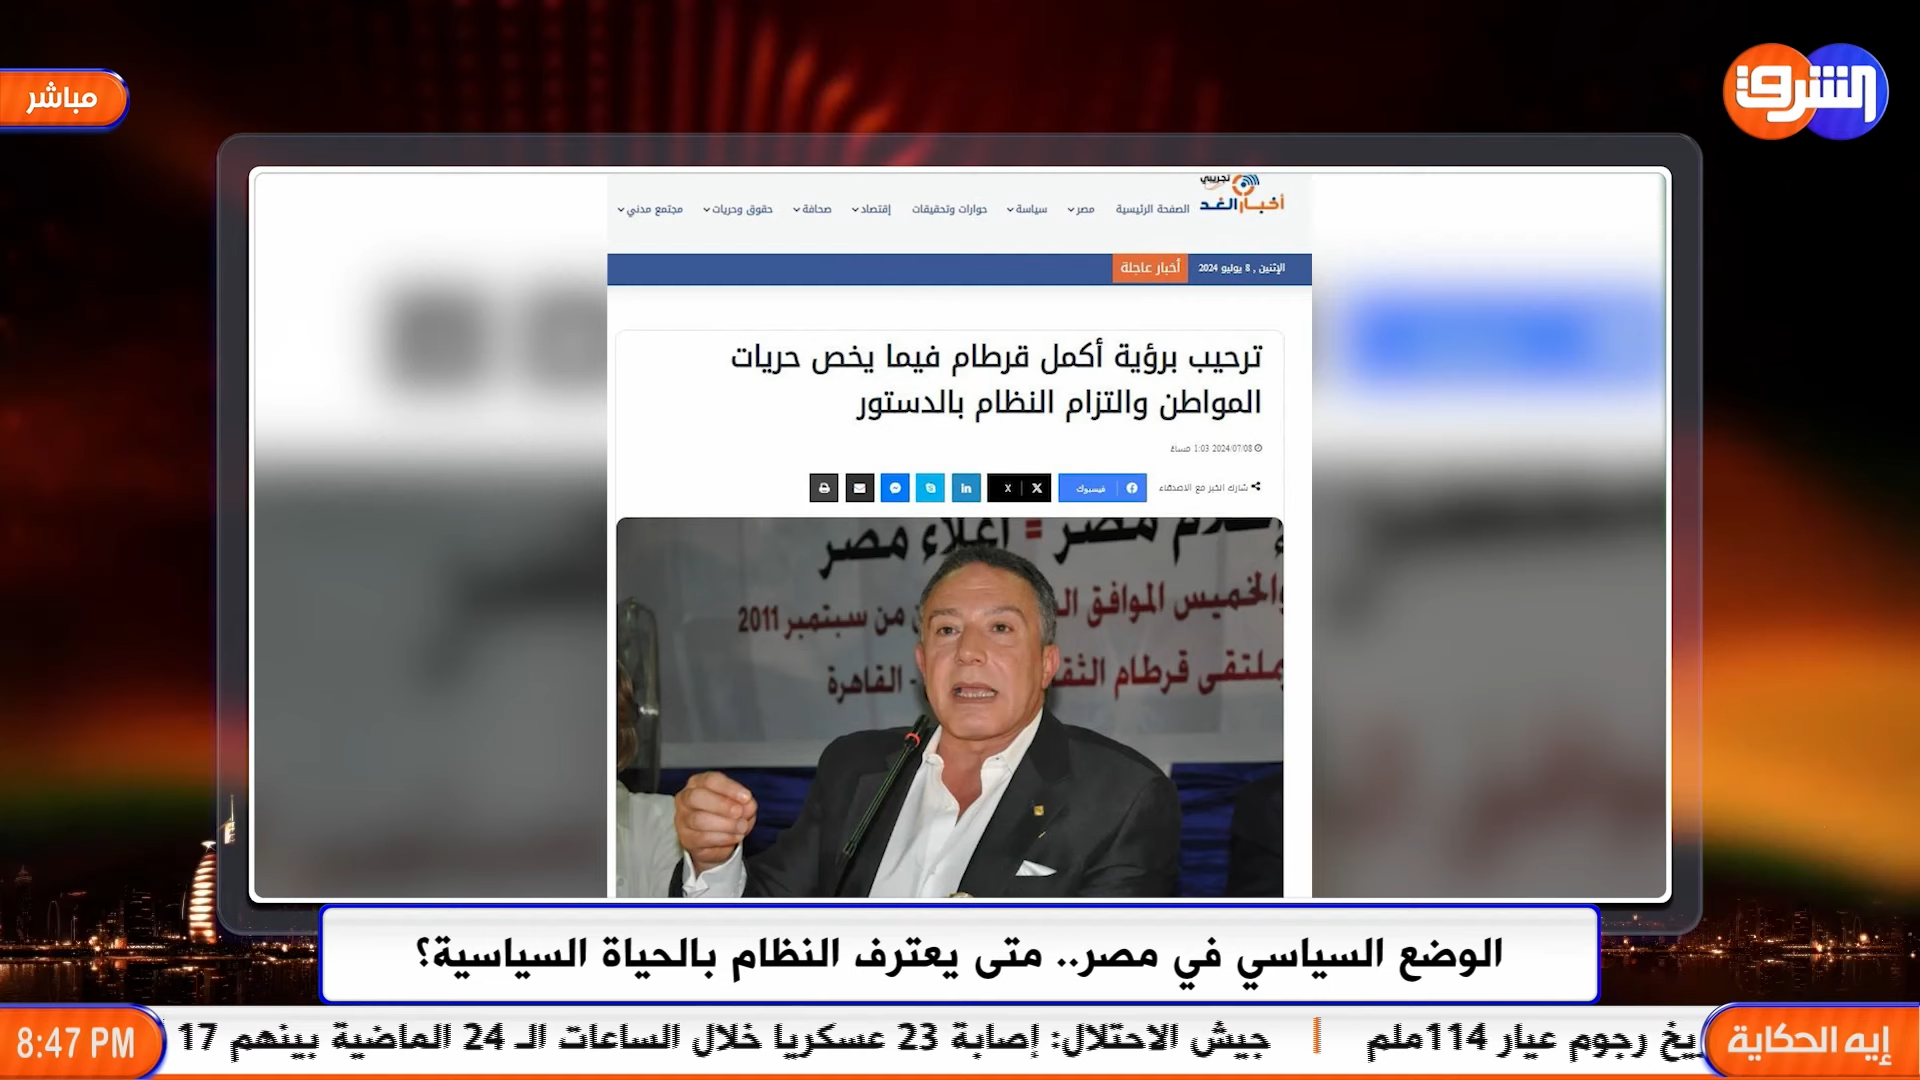 مباشر
الشرق
تجريبي
أخبار الغد
الصفحة الرئيسية مصر سياسة حوارات وتحقيقات إقتصاد صحافة حقوق وحريات مجتمع مدني
الإثنين , 8 يوليو 2024 أخبار عاجلة
ترحيب برؤية أكمل قرطام فيما يخص حريات
المواطن والتزام النظام بالدستور
2024/07/08 1:03 مساءً
شارك الخبر مع الاصدقاء فيسبوك X
مصر = إعلاء مصر
والخميس الموافق من سبتمبر 2011
ملتقى قرطام - القاهرة
الوضع السياسي في مصر.. متى يعترف النظام بالحياة السياسية؟
إيه الحكاية
رجوم عيار 114ملم | جيش الاحتلال: إصابة 23 عسكريا خلال الساعات الـ 24 الماضية بينهم 17
8:47 PM